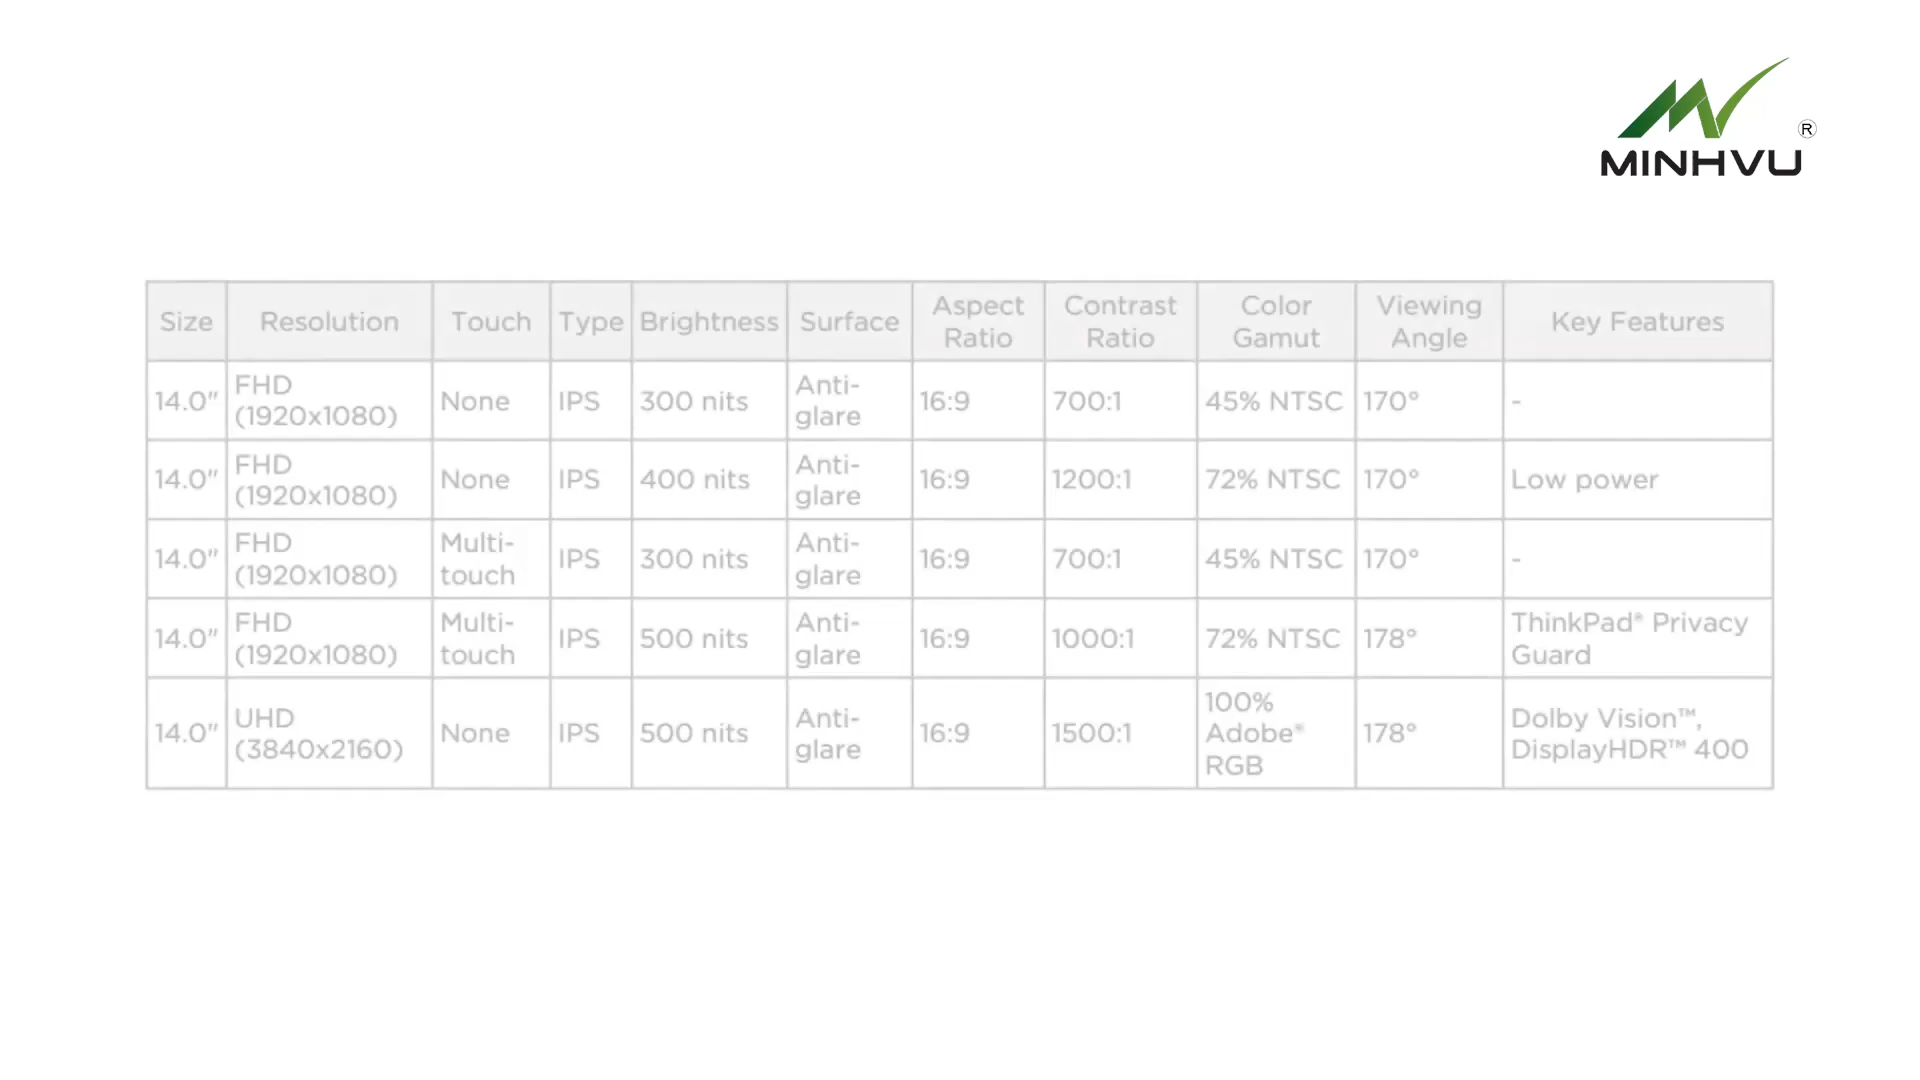 MINHVU ®
Size Resolution Touch Type Brightness Surface Aspect Ratio Contrast Ratio Color Gamut Viewing Angle Key Features
14.0" FHD (1920x1080) None IPS 300 nits Anti-glare 16:9 700:1 45% NTSC 170° -
14.0" FHD (1920x1080) None IPS 400 nits Anti-glare 16:9 1200:1 72% NTSC 170° Low power
14.0" FHD (1920x1080) Multi-touch IPS 300 nits Anti-glare 16:9 700:1 45% NTSC 170° -
14.0" FHD (1920x1080) Multi-touch IPS 500 nits Anti-glare 16:9 1000:1 72% NTSC 178° ThinkPad® Privacy Guard
14.0" UHD (3840x2160) None IPS 500 nits Anti-glare 16:9 1500:1 100% Adobe® RGB 178° Dolby Vision™, DisplayHDR™ 400